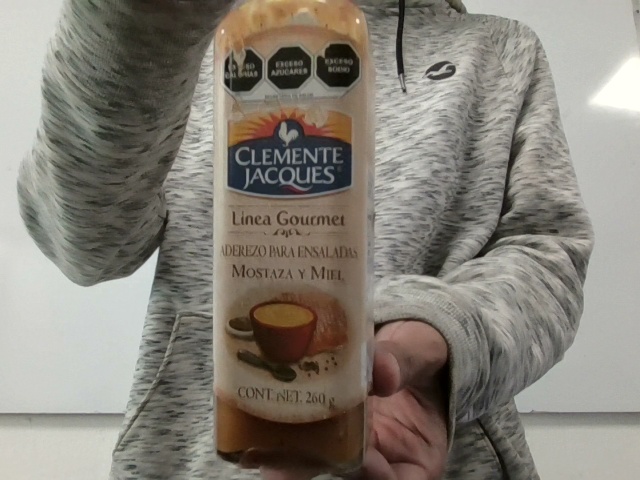 EXCESO CALORÍAS
EXCESO AZÚCARES
EXCESO SODIO
CLEMENTE
JACQUES
Linea Gourmet
ADEREZO PARA ENSALADAS
MOSTAZA Y MIEL
CONT. NET. 260 g